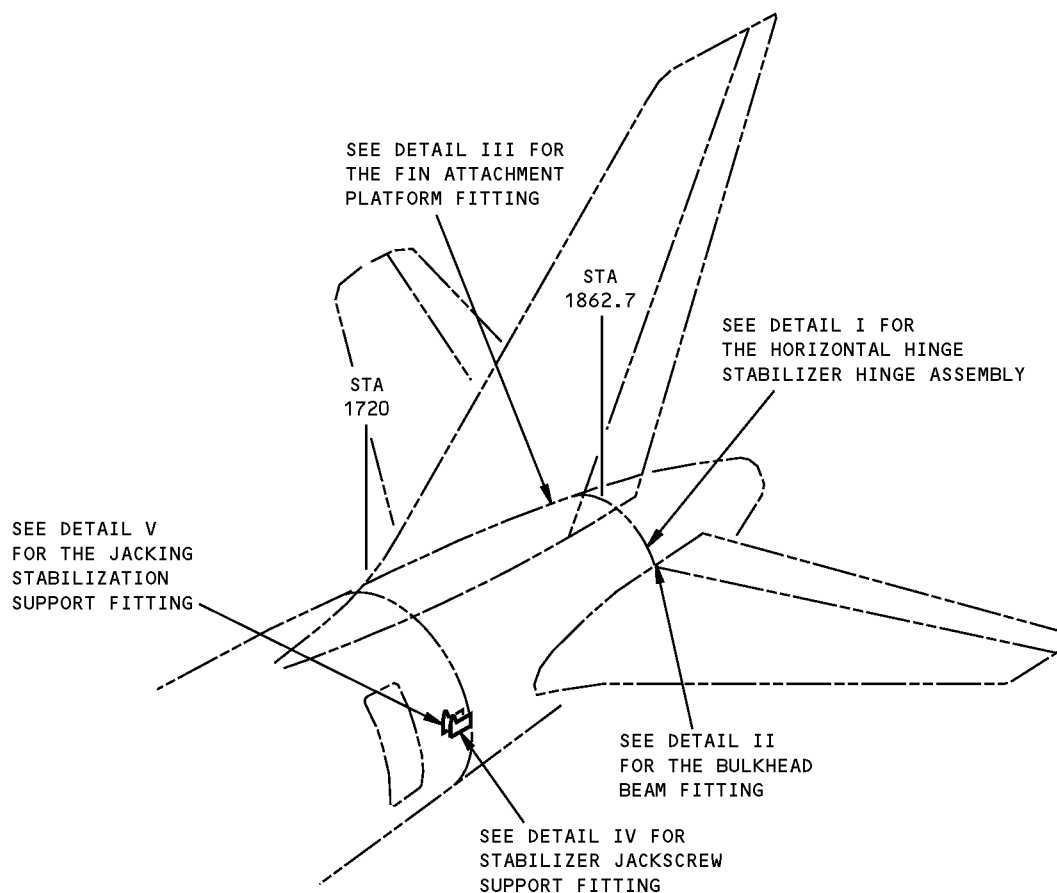 SEE DETAIL III FOR
THE FIN ATTACHMENT
PLATFORM FITTING
STA
1862.7
SEE DETAIL I FOR
THE HORIZONTAL HINGE
STABILIZER HINGE ASSEMBLY
STA
1720
SEE DETAIL V
FOR THE JACKING
STABILIZATION
SUPPORT FITTING
SEE DETAIL II
FOR THE BULKHEAD
BEAM FITTING
SEE DETAIL IV FOR
STABILIZER JACKSCREW
SUPPORT FITTING